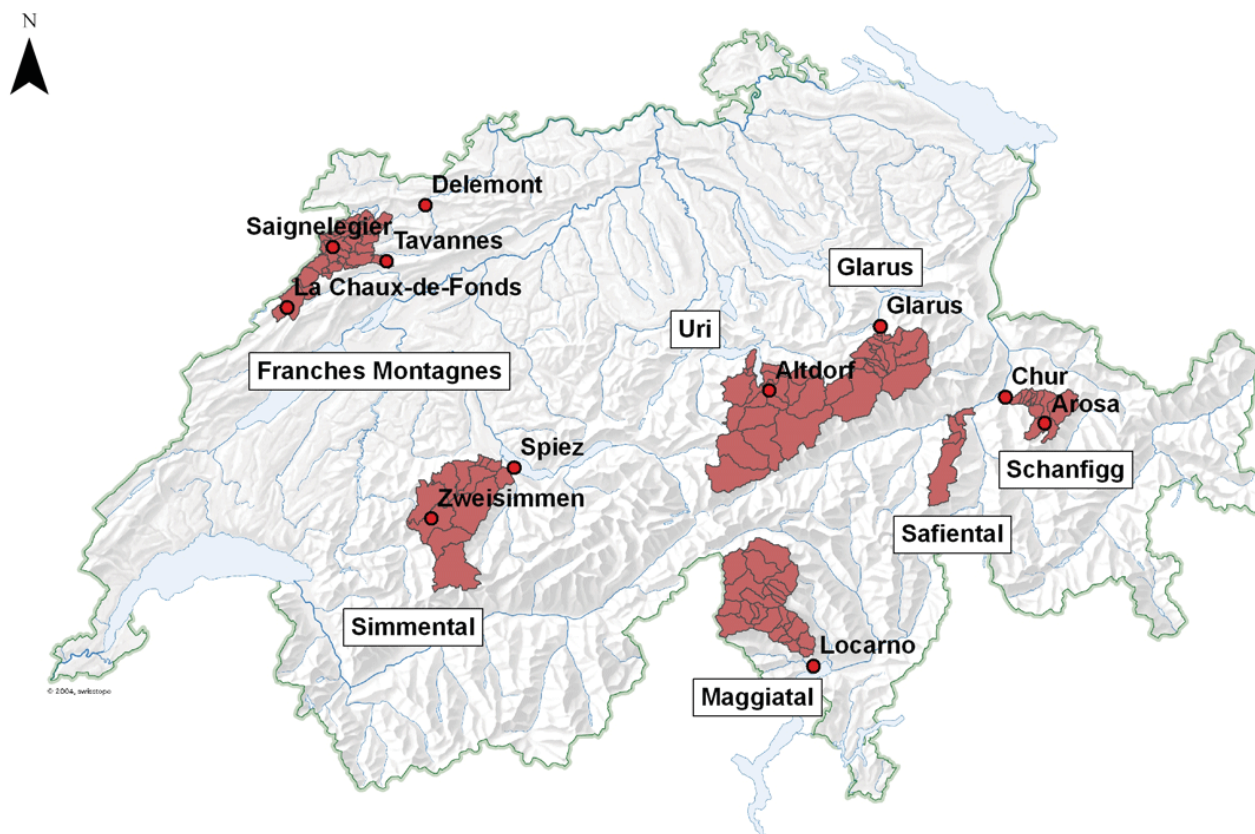 N
Delemont
Saignelegier
Tavannes
La Chaux-de-Fonds
Franches Montagnes
Glarus
Glarus
Uri
Altdorf
Chur
Arosa
Schanfigg
Safiental
Spiez
Zweisimmen
Simmental
Locarno
Maggiatal
© 2004, swisstopo